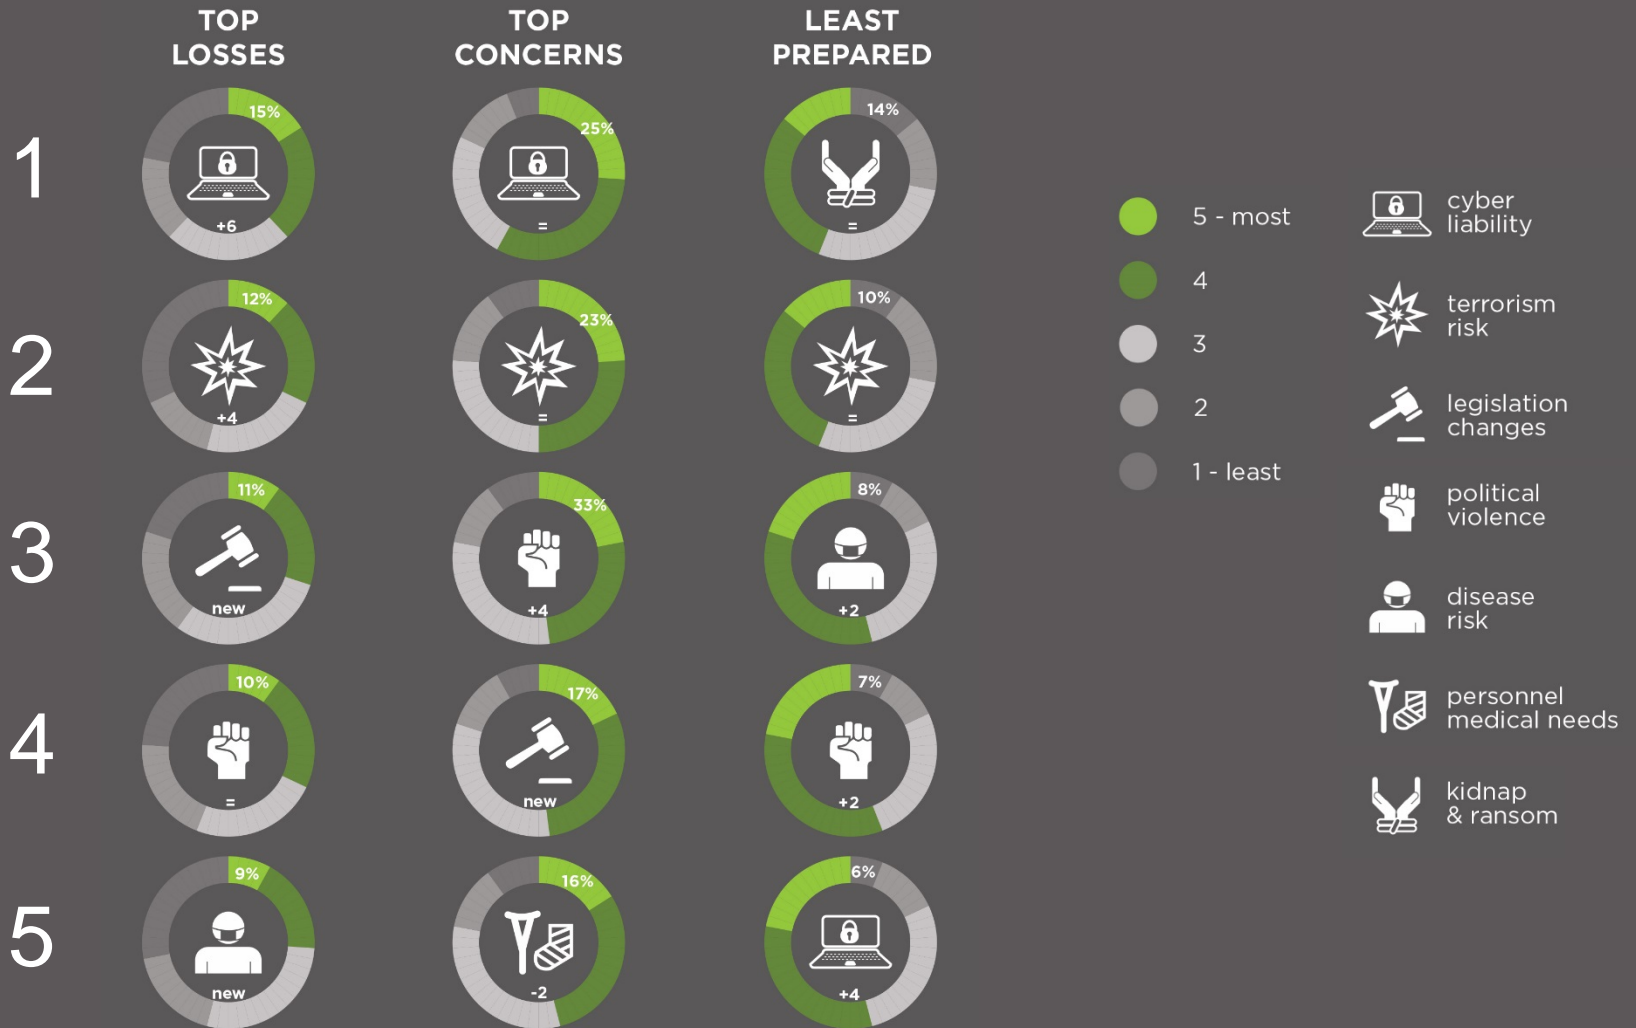 TOP
LOSSES
TOP
CONCERNS
LEAST
PREPARED
1
15%
+6
25%
=
14%
=
2
12%
+4
23%
=
10%
=
3
11%
new
33%
+4
8%
+2
4
10%
=
17%
new
7%
+2
5
9%
new
16%
-2
6%
+4
5 - most
4
3
2
1 - least
cyber
liability
terrorism
risk
legislation
changes
political
violence
disease
risk
personnel
medical needs
kidnap
& ransom